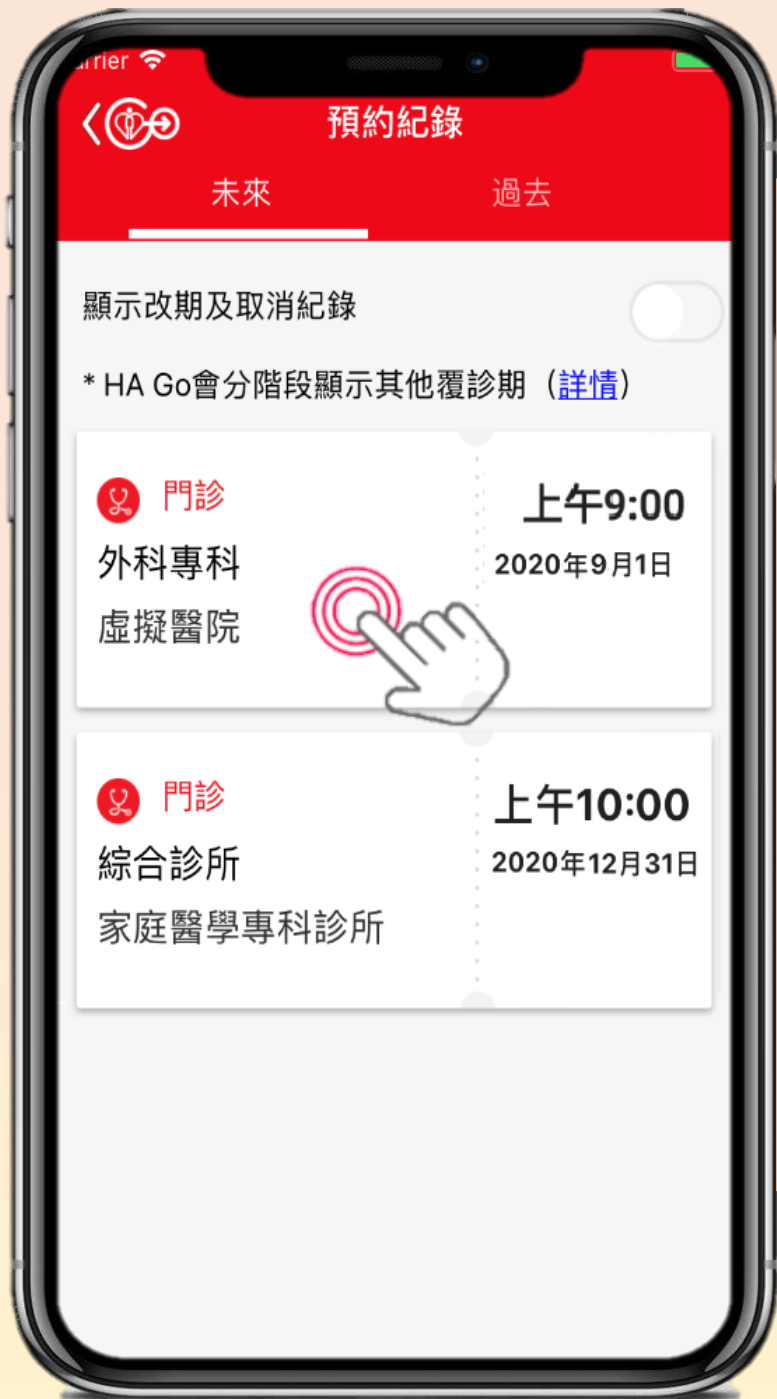 預約紀錄
未來 過去
顯示改期及取消紀錄
* HA Go會分階段顯示其他覆診期（詳情）
門診 上午9:00
外科專科 2020年9月1日
虛擬醫院
門診 上午10:00
綜合診所 2020年12月31日
家庭醫學專科診所